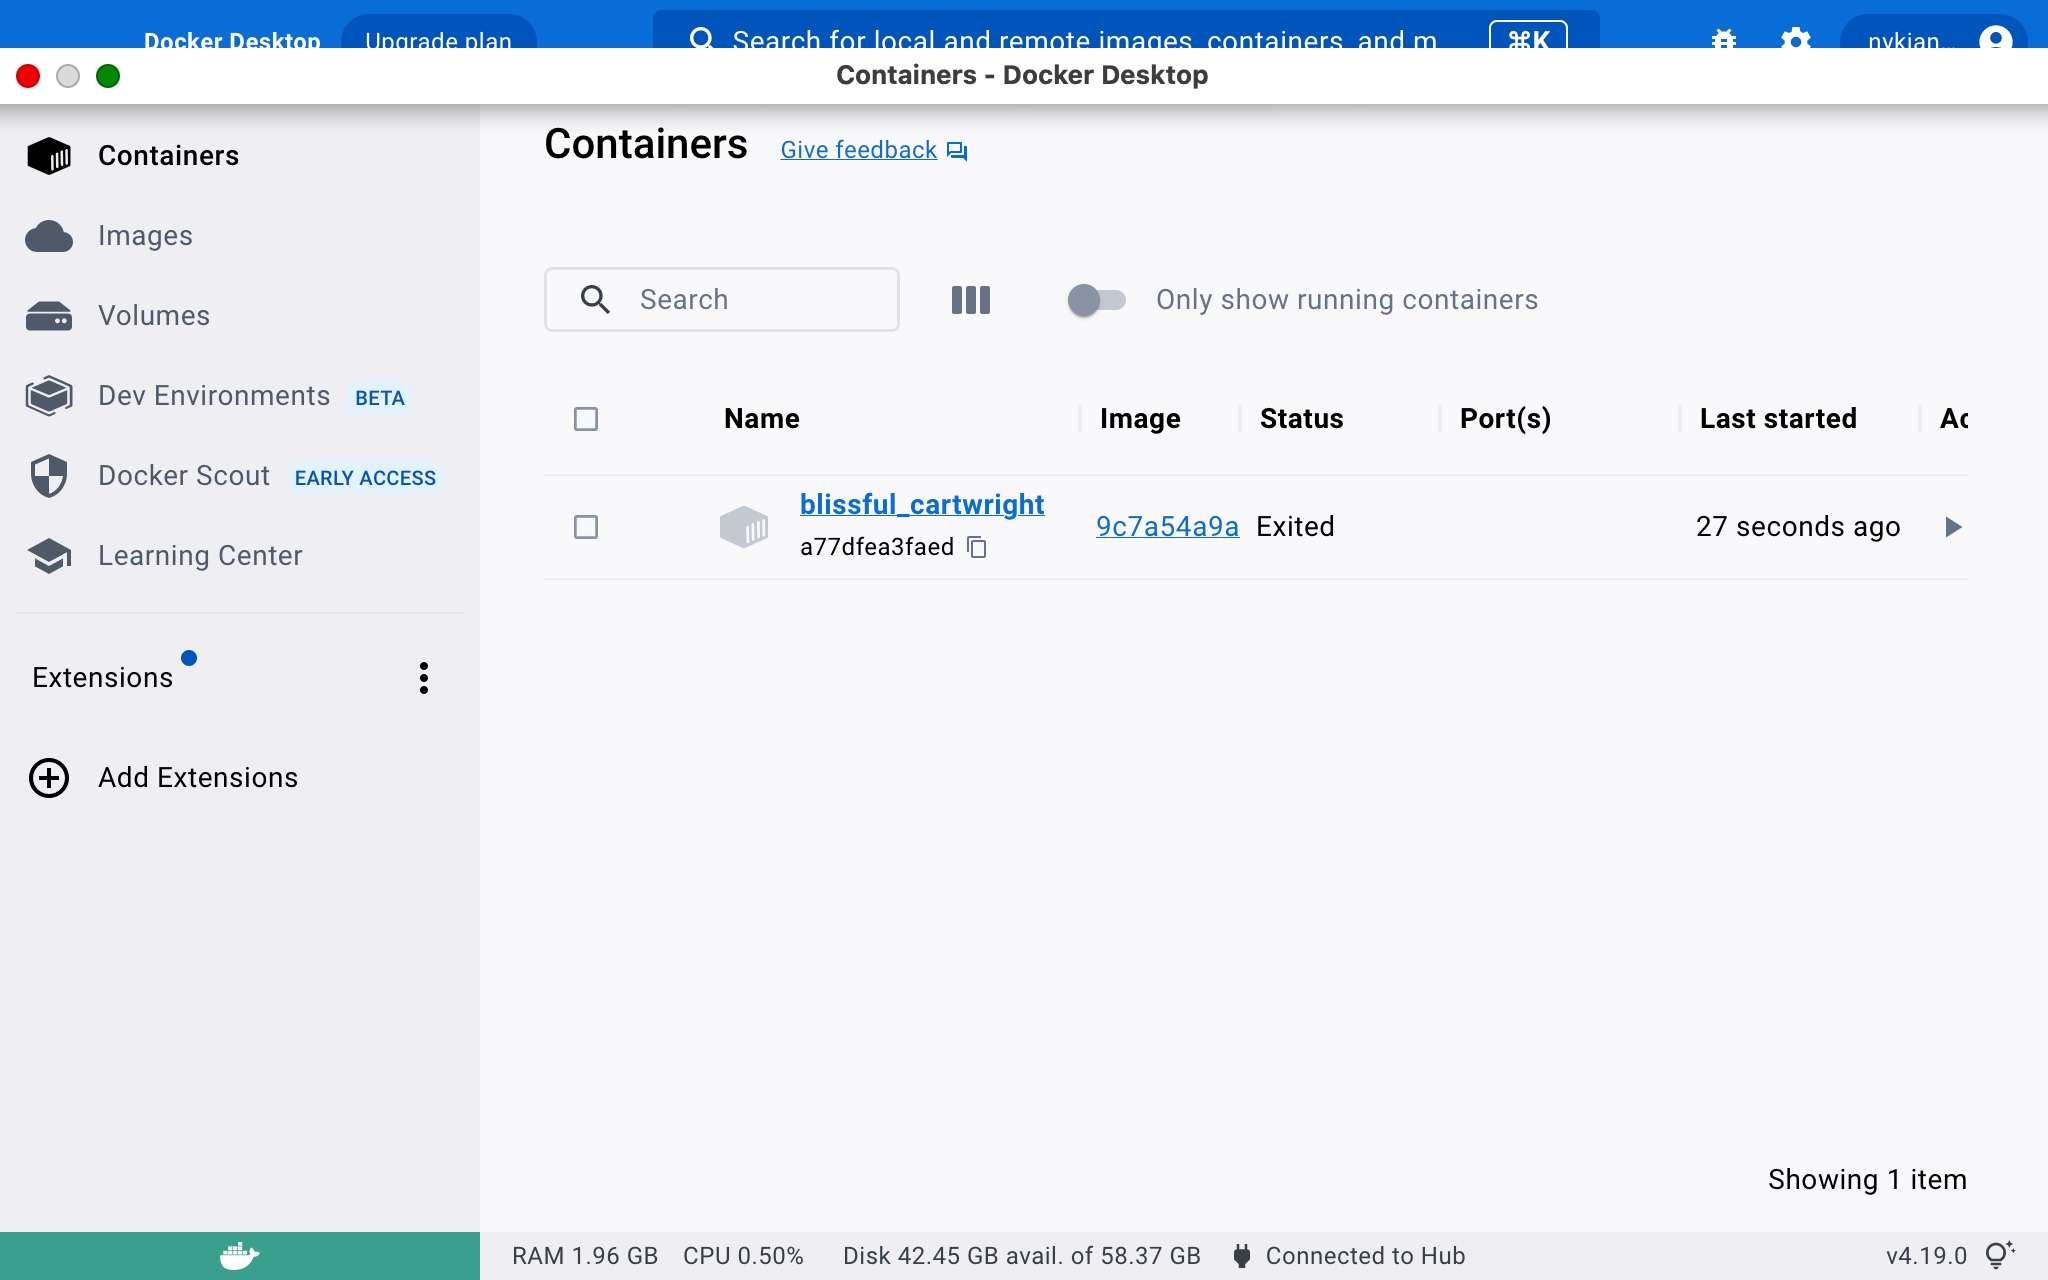 Docker Desktop
Upgrade plan
Search for local and remote images, containers, and m
⌘K
nykian...
Containers - Docker Desktop
Containers
Images
Volumes
Dev Environments BETA
Docker Scout EARLY ACCESS
Learning Center
Extensions
Add Extensions
Containers
Give feedback
Search
Only show running containers
Name Image Status Port(s) Last started Ac
blissful_cartwright
a77dfea3faed
9c7a54a9a
Exited
27 seconds ago
Showing 1 item
RAM 1.96 GB CPU 0.50% Disk 42.45 GB avail. of 58.37 GB Connected to Hub v4.19.0